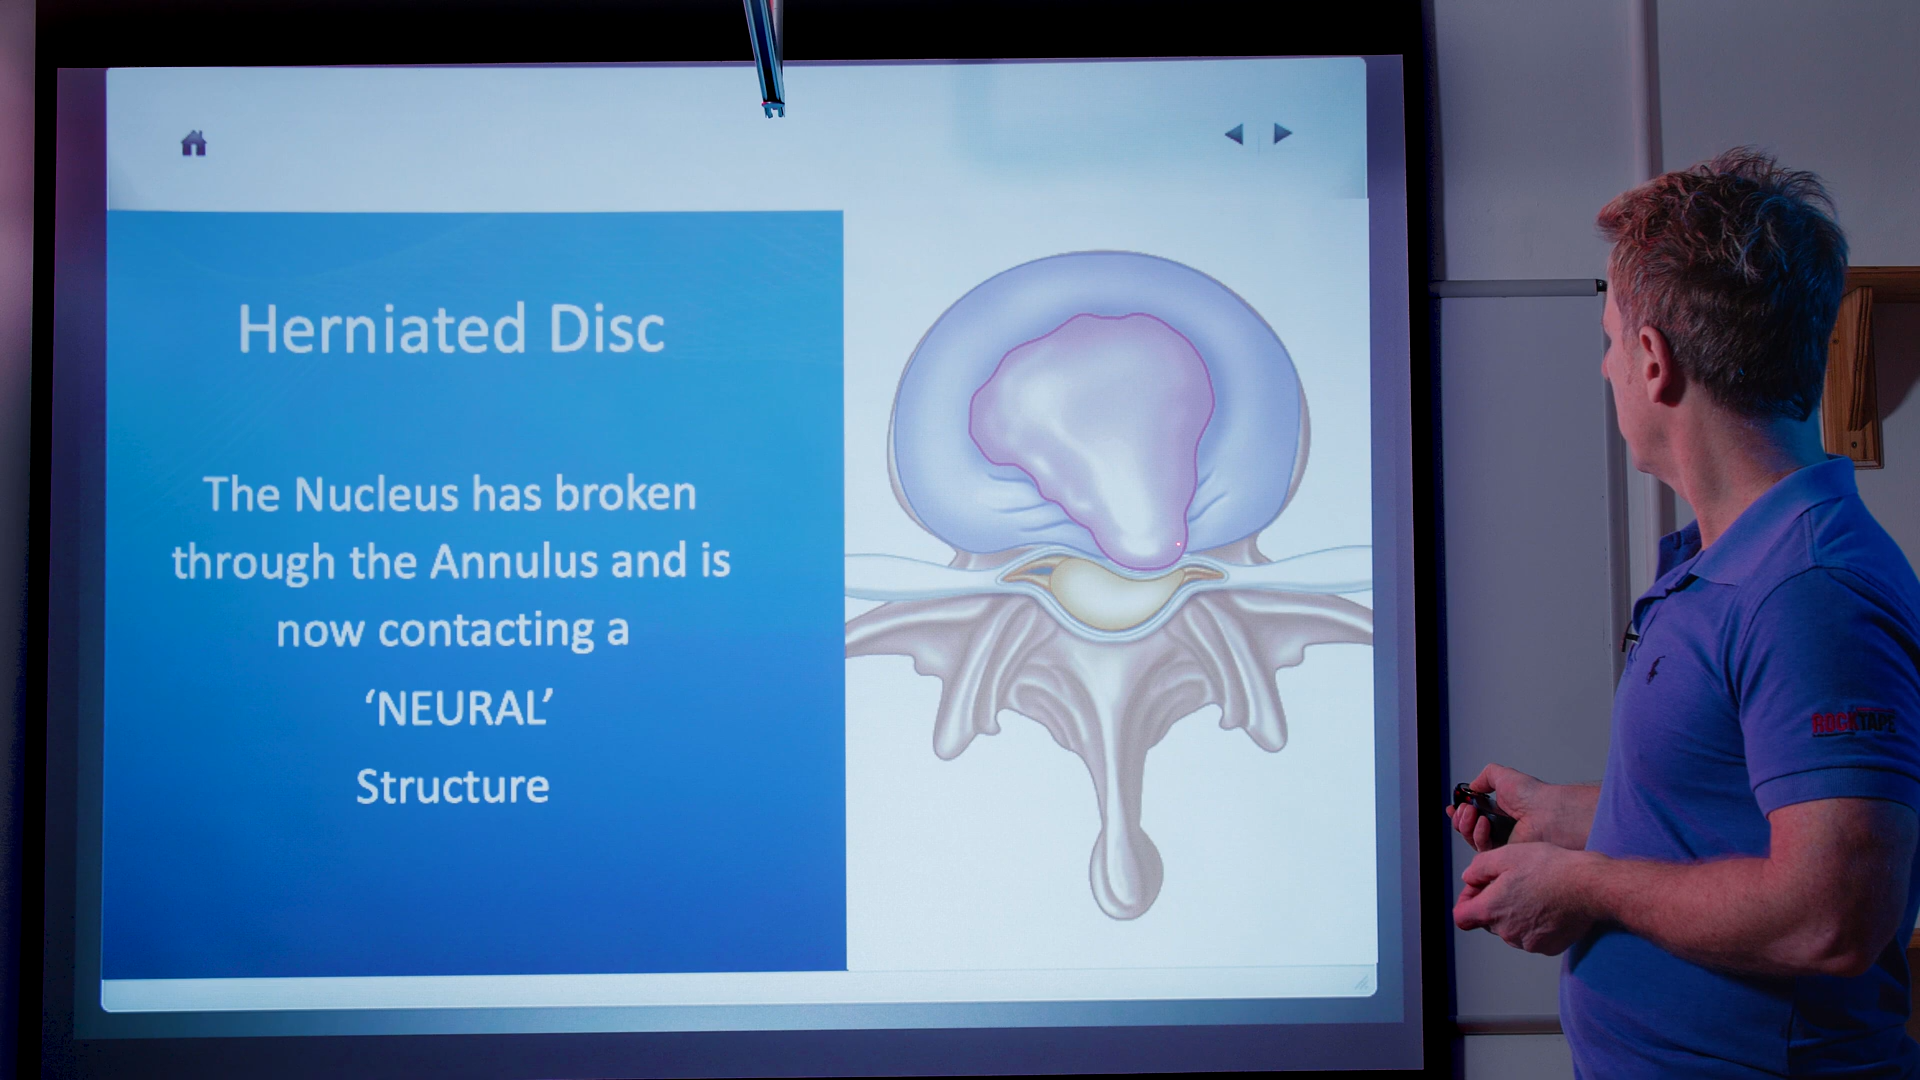 Herniated Disc
The Nucleus has broken
through the Annulus and is
now contacting a
‘NEURAL’
Structure
ROCKTAPE